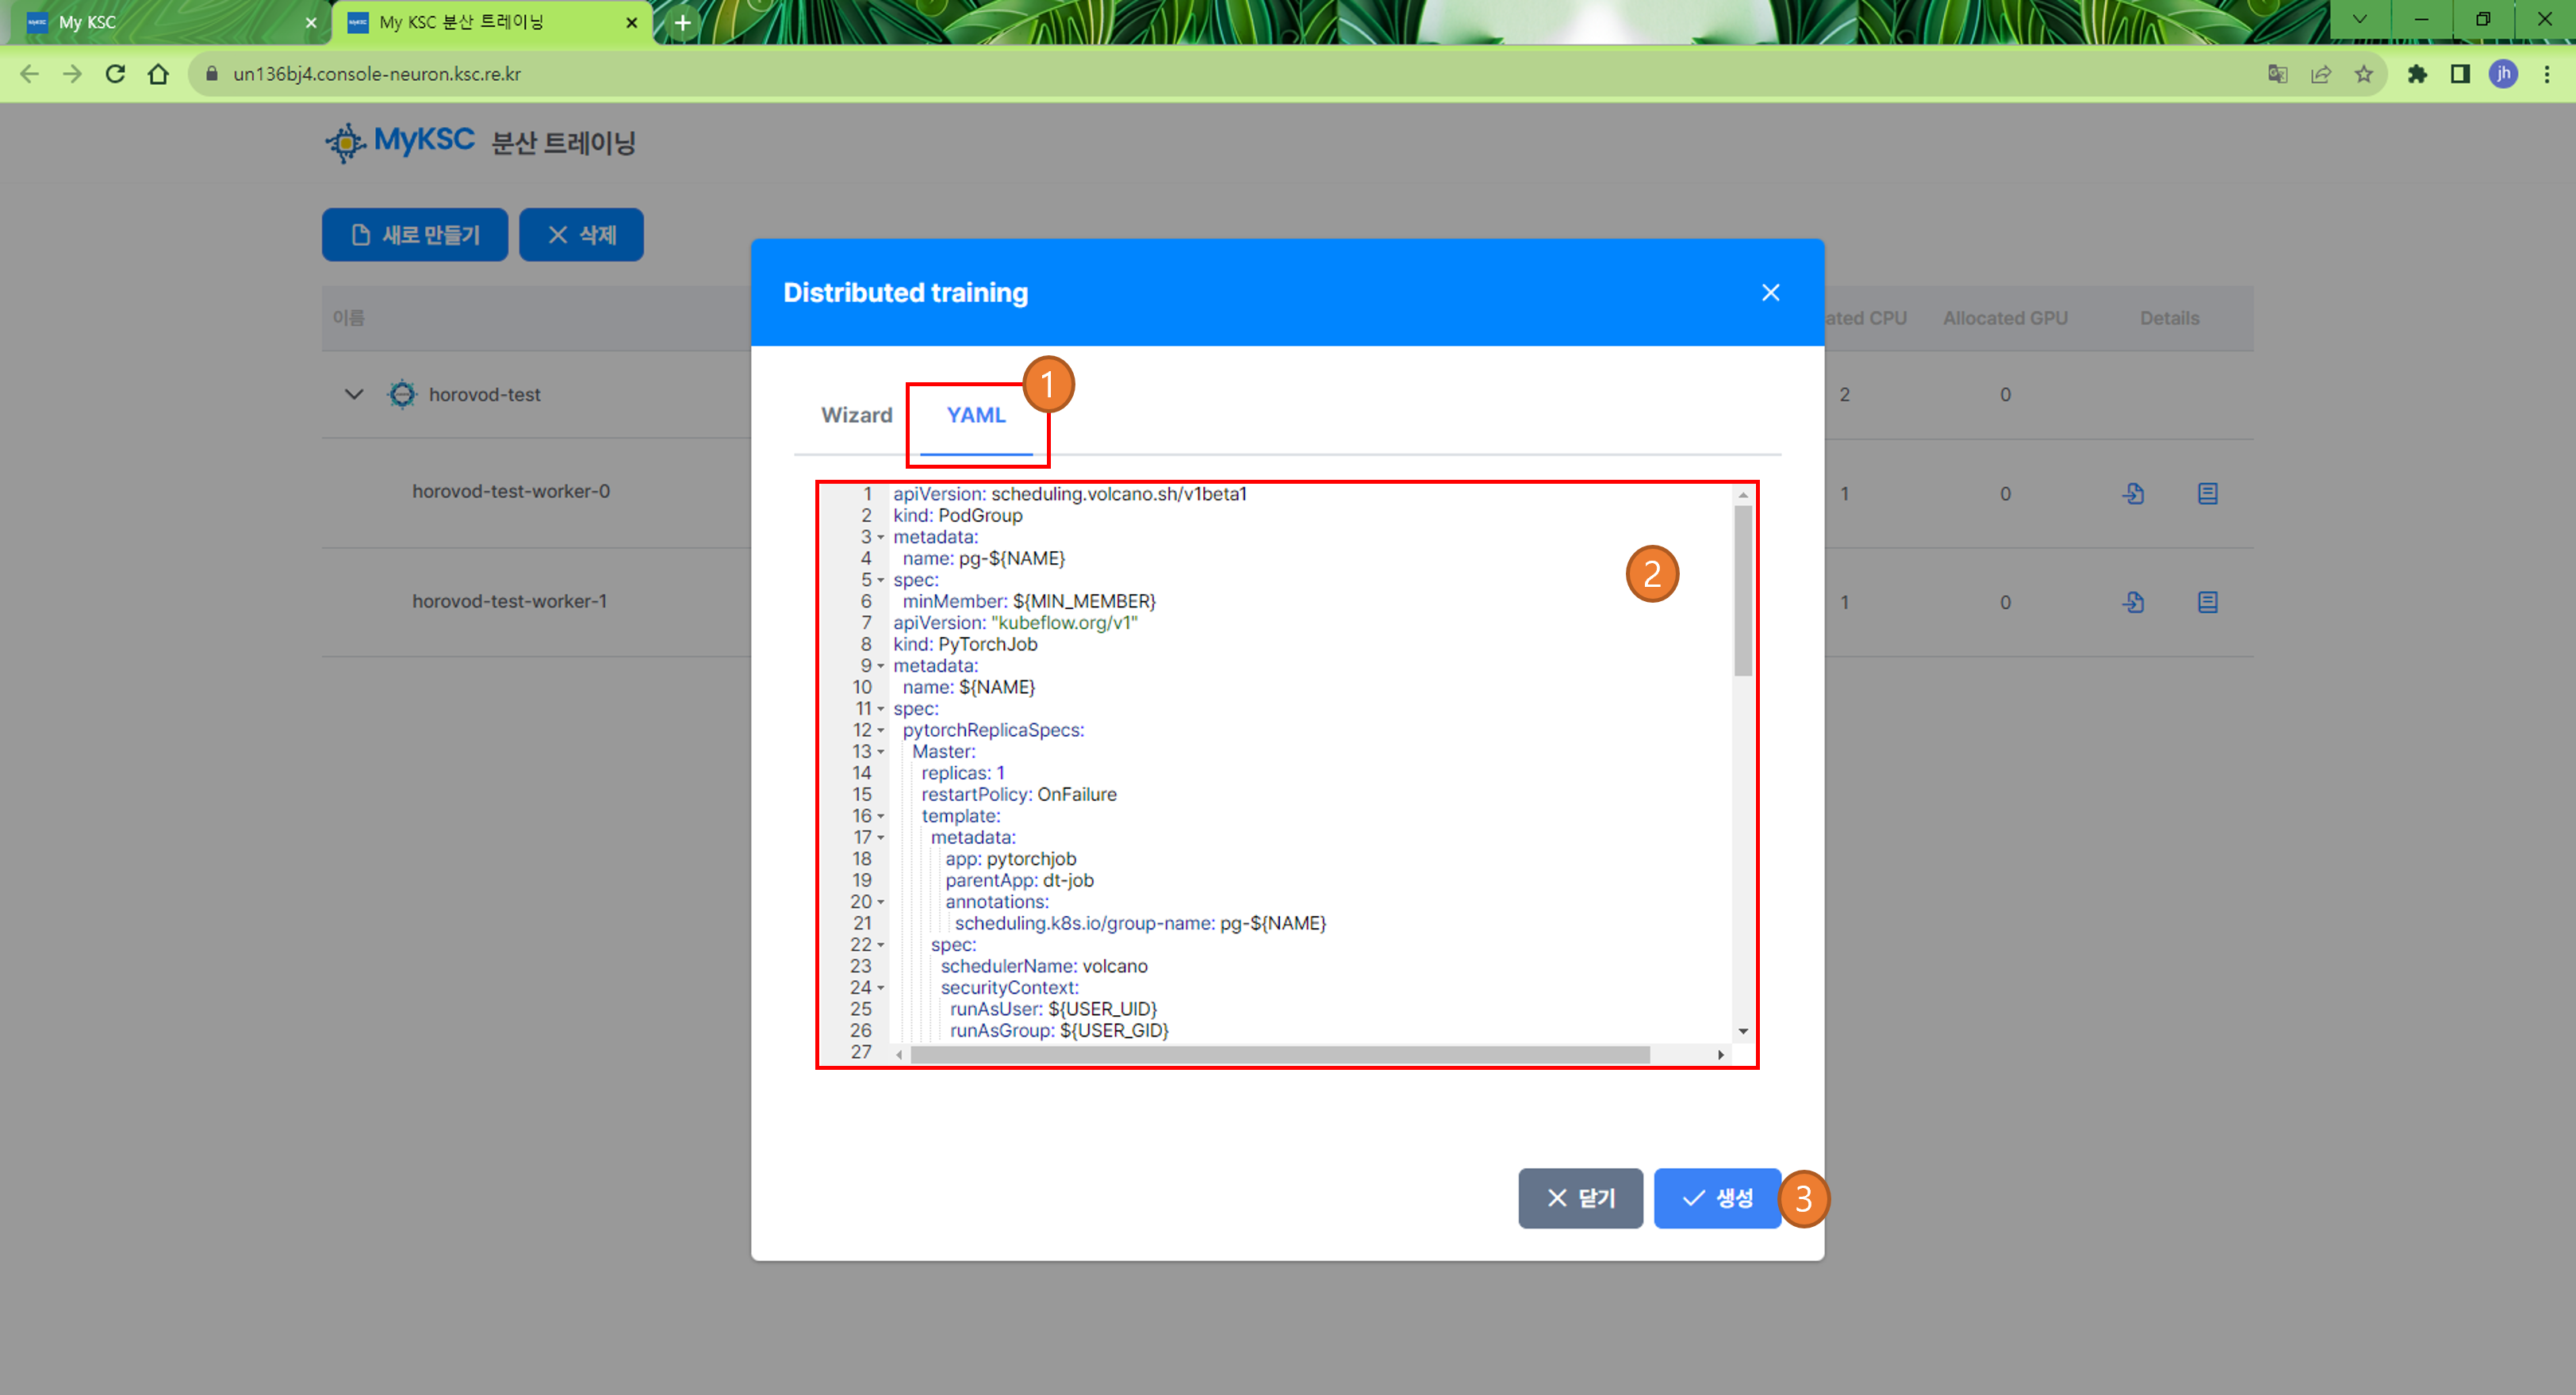 My KSC
My KSC 분산 트레이닝
un136bj4.console-neuron.ksc.re.kr
jh
MyKSC 분산 트레이닝
새로 만들기
삭제
Distributed training
이름
ated CPU
Allocated GPU
Details
Wizard
YAML
1
horovod-test
2
0
horovod-test-worker-0
1
0
horovod-test-worker-1
1
0
1 apiVersion: scheduling.volcano.sh/v1beta1
2 kind: PodGroup
3 metadata:
4 name: pg-${NAME}
5 spec:
6 minMember: ${MIN_MEMBER}
7 apiVersion: "kubeflow.org/v1"
8 kind: PyTorchJob
9 metadata:
10 name: ${NAME}
11 spec:
12 pytorchReplicaSpecs:
13 Master:
14 replicas: 1
15 restartPolicy: OnFailure
16 template:
17 metadata:
18 app: pytorchjob
19 parentApp: dt-job
20 annotations:
21 scheduling.k8s.io/group-name: pg-${NAME}
22 spec:
23 schedulerName: volcano
24 securityContext:
25 runAsUser: ${USER_UID}
26 runAsGroup: ${USER_GID}
27
2
닫기
생성
3